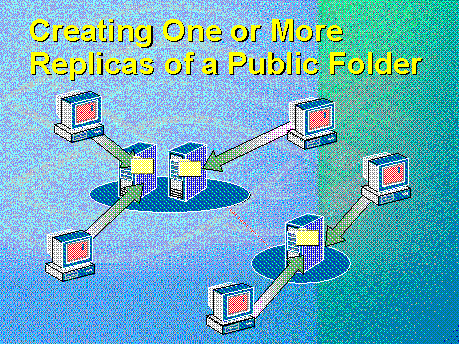 Creating One or More
Replicas of a Public Folder